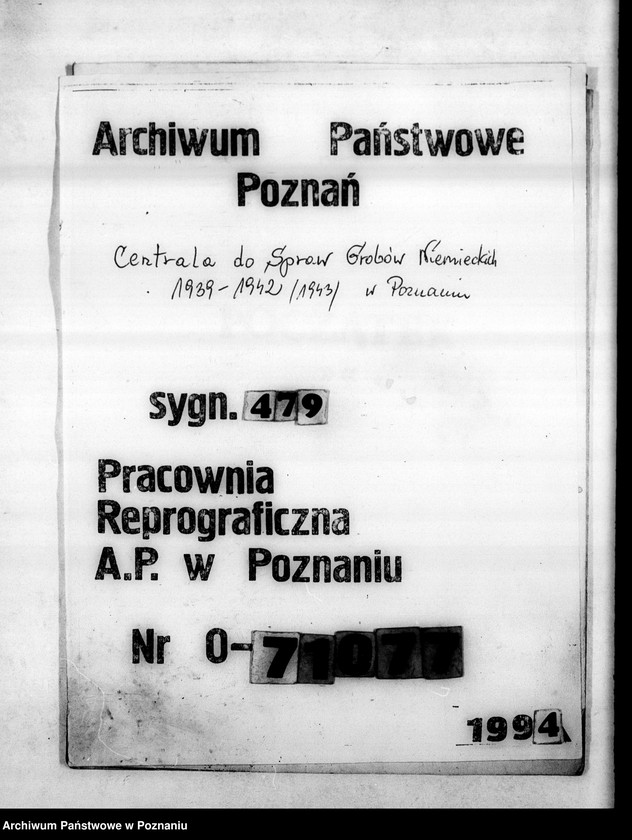 Archiwum Państwowe
Poznań
Centrala do Spraw Grobów Niemieckich
1939-1942 /1943/ w Poznaniu
sygn. 479
Pracownia
Reprograficzna
A.P. w Poznaniu
Nr 0-71077
1994
Archiwum Państwowe w Poznaniu